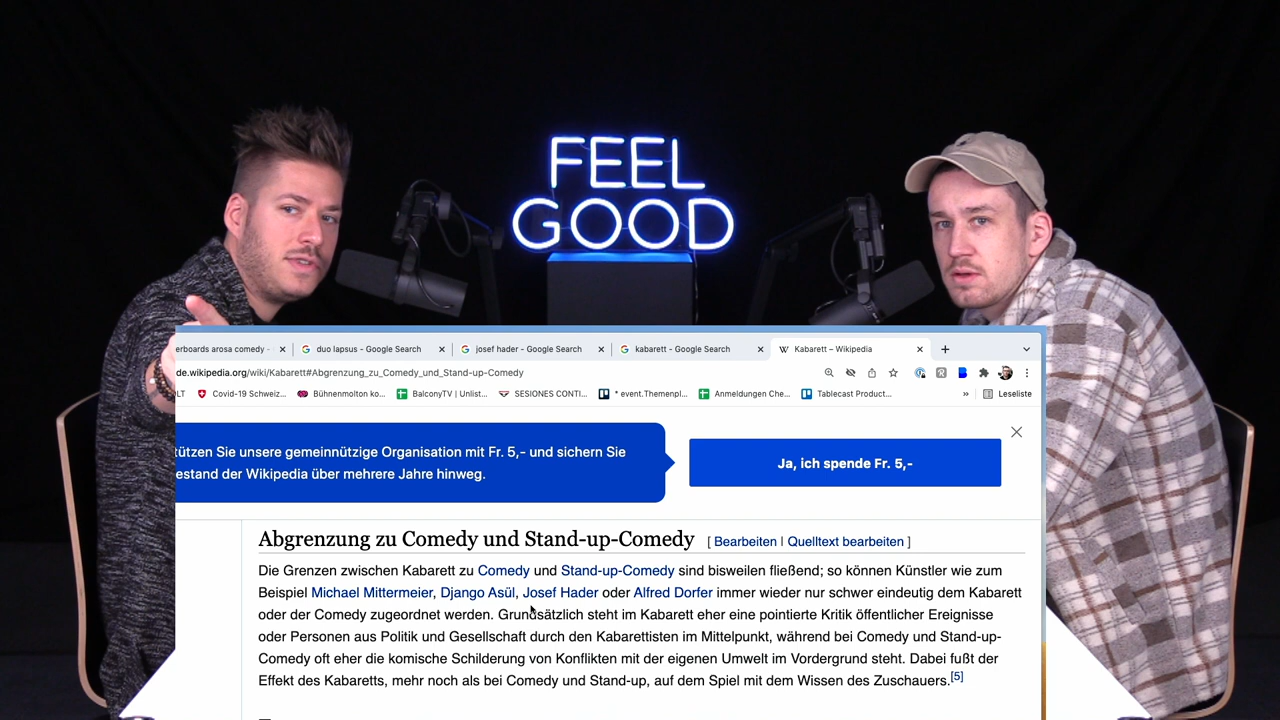 FEEL
GOOD
erboards arosa comedy -
duo lapsus - Google Search
josef hader - Google Search
kabarett - Google Search
Kabarett – Wikipedia
de.wikipedia.org/wiki/Kabarett#Abgrenzung_zu_Comedy_und_Stand-up-Comedy
LT Covid-19 Schweiz... Bühnenmolton ko... BalconyTV | Unlist... SESIONES CONTI... * event.Themenpl... Anmeldungen Che... Tablecast Product... » Leseliste
tützen Sie unsere gemeinnützige Organisation mit Fr. 5,- und sichern Sie
estand der Wikipedia über mehrere Jahre hinweg.
Ja, ich spende Fr. 5,-
Abgrenzung zu Comedy und Stand-up-Comedy [ Bearbeiten | Quelltext bearbeiten ]
Die Grenzen zwischen Kabarett zu Comedy und Stand-up-Comedy sind bisweilen fließend; so können Künstler wie zum
Beispiel Michael Mittermeier, Django Asül, Josef Hader oder Alfred Dorfer immer wieder nur schwer eindeutig dem Kabarett
oder der Comedy zugeordnet werden. Grundsätzlich steht im Kabarett eher eine pointierte Kritik öffentlicher Ereignisse
oder Personen aus Politik und Gesellschaft durch den Kabarettisten im Mittelpunkt, während bei Comedy und Stand-up-
Comedy oft eher die komische Schilderung von Konflikten mit der eigenen Umwelt im Vordergrund steht. Dabei fußt der
Effekt des Kabaretts, mehr noch als bei Comedy und Stand-up, auf dem Spiel mit dem Wissen des Zuschauers.[5]